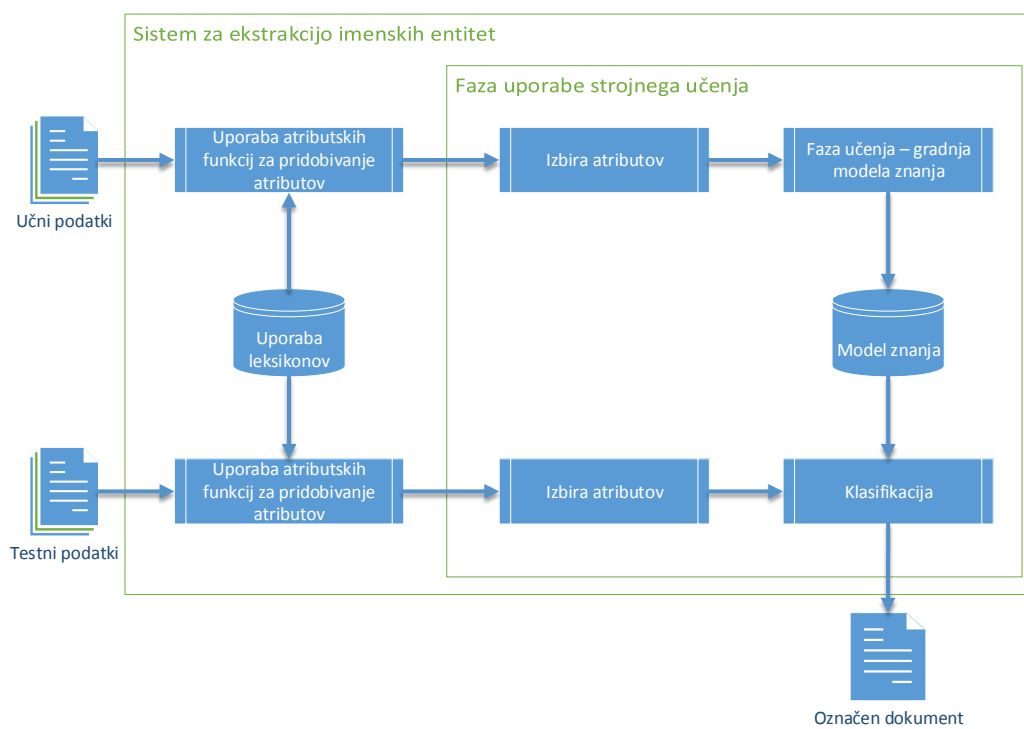 Sistem za ekstrakcijo imenskih entitet
Faza uporabe strojnega učenja
Učni podatki
Uporaba atributskih
funkcij za pridobivanje
atributov
Izbira atributov
Faza učenja – gradnja
modela znanja
Uporaba
leksikonov
Model znanja
Testni podatki
Uporaba atributskih
funkcij za pridobivanje
atributov
Izbira atributov
Klasifikacija
Označen dokument